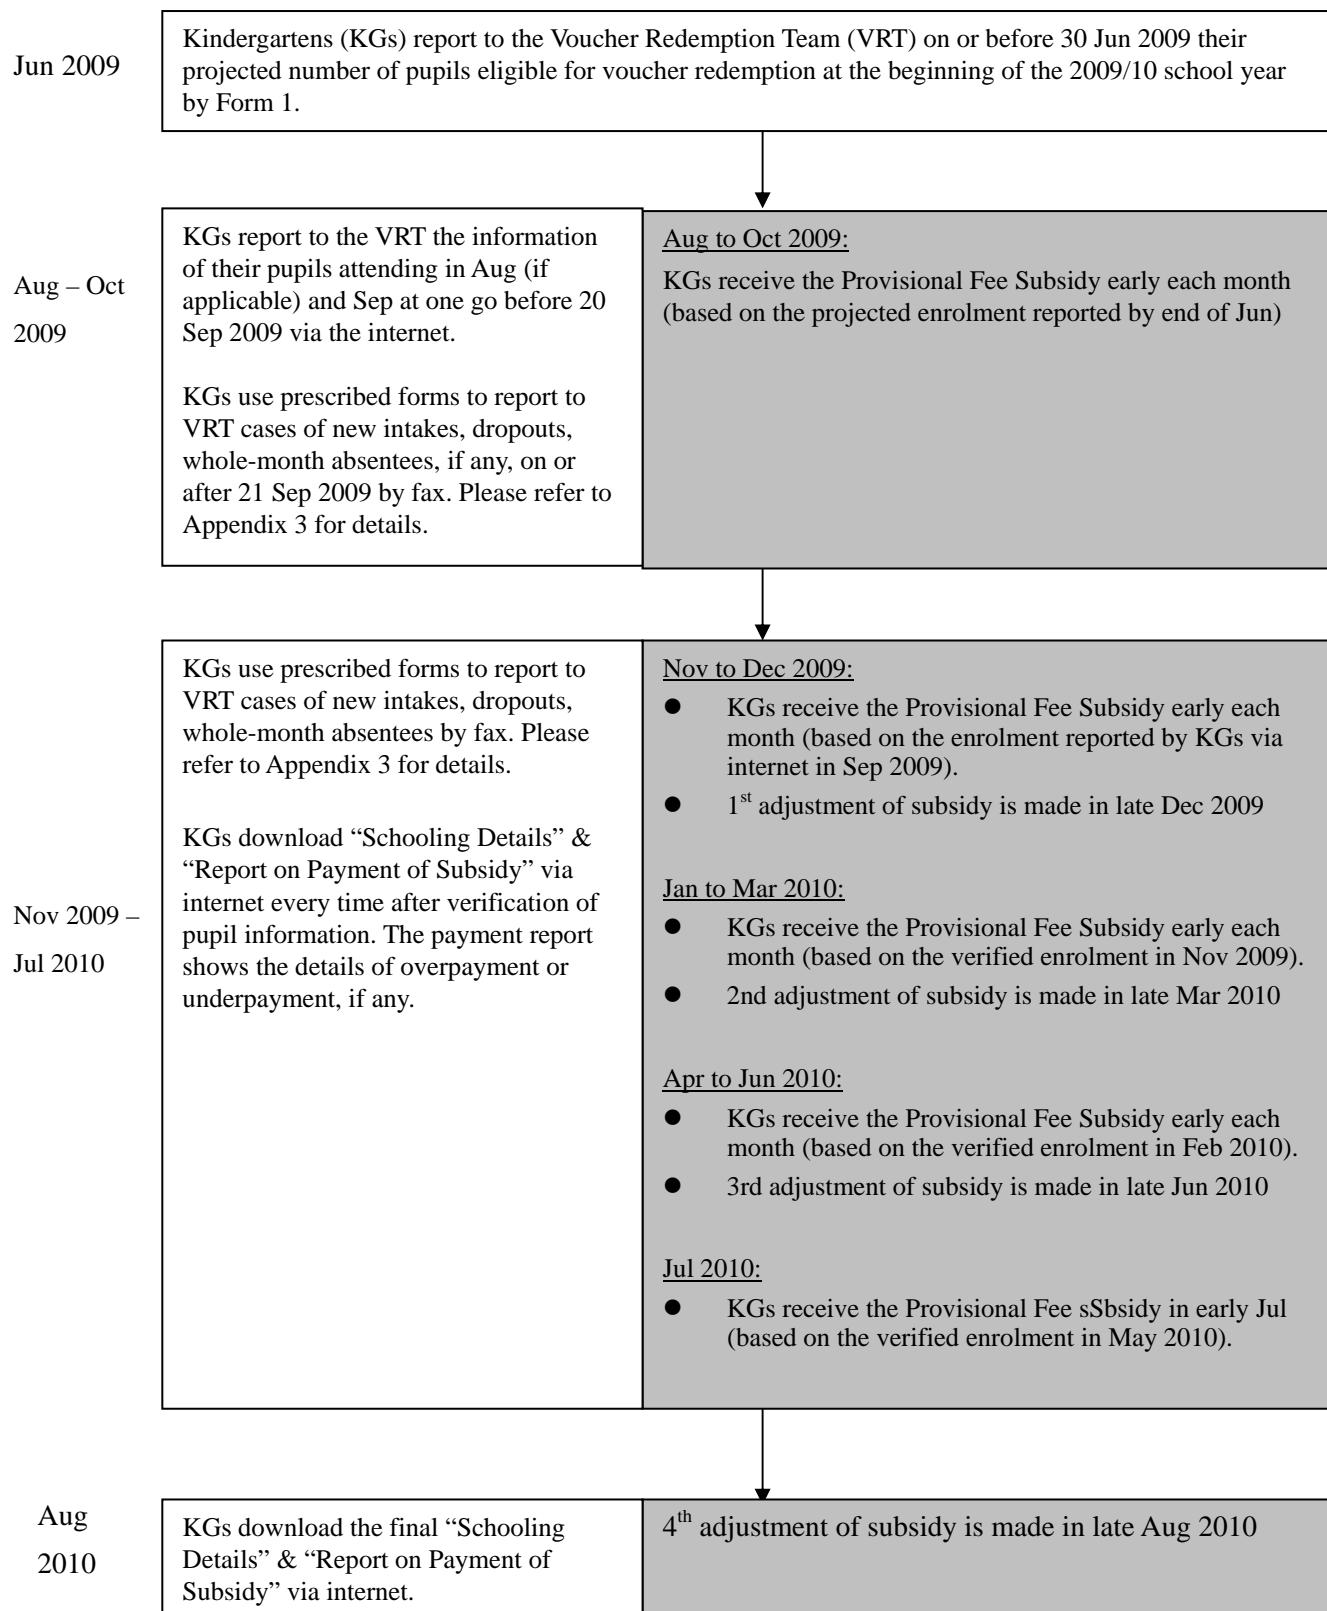 Jun 2009
Kindergartens (KGs) report to the Voucher Redemption Team (VRT) on or before 30 Jun 2009 their
projected number of pupils eligible for voucher redemption at the beginning of the 2009/10 school year
by Form 1.
Aug – Oct
2009
KGs report to the VRT the information
of their pupils attending in Aug (if
applicable) and Sep at one go before 20
Sep 2009 via the internet.
KGs use prescribed forms to report to
VRT cases of new intakes, dropouts,
whole-month absentees, if any, on or
after 21 Sep 2009 by fax. Please refer to
Appendix 3 for details.
Aug to Oct 2009:
KGs receive the Provisional Fee Subsidy early each month
(based on the projected enrolment reported by end of Jun)
Nov 2009 –
Jul 2010
KGs use prescribed forms to report to
VRT cases of new intakes, dropouts,
whole-month absentees by fax. Please
refer to Appendix 3 for details.
KGs download “Schooling Details” &
“Report on Payment of Subsidy” via
internet every time after verification of
pupil information. The payment report
shows the details of overpayment or
underpayment, if any.
Nov to Dec 2009:
● KGs receive the Provisional Fee Subsidy early each
month (based on the enrolment reported by KGs via
internet in Sep 2009).
● 1st adjustment of subsidy is made in late Dec 2009
Jan to Mar 2010:
● KGs receive the Provisional Fee Subsidy early each
month (based on the verified enrolment in Nov 2009).
● 2nd adjustment of subsidy is made in late Mar 2010
Apr to Jun 2010:
● KGs receive the Provisional Fee Subsidy early each
month (based on the verified enrolment in Feb 2010).
● 3rd adjustment of subsidy is made in late Jun 2010
Jul 2010:
● KGs receive the Provisional Fee sSbsidy in early Jul
(based on the verified enrolment in May 2010).
Aug
2010
KGs download the final “Schooling
Details” & “Report on Payment of
Subsidy” via internet.
4th adjustment of subsidy is made in late Aug 2010